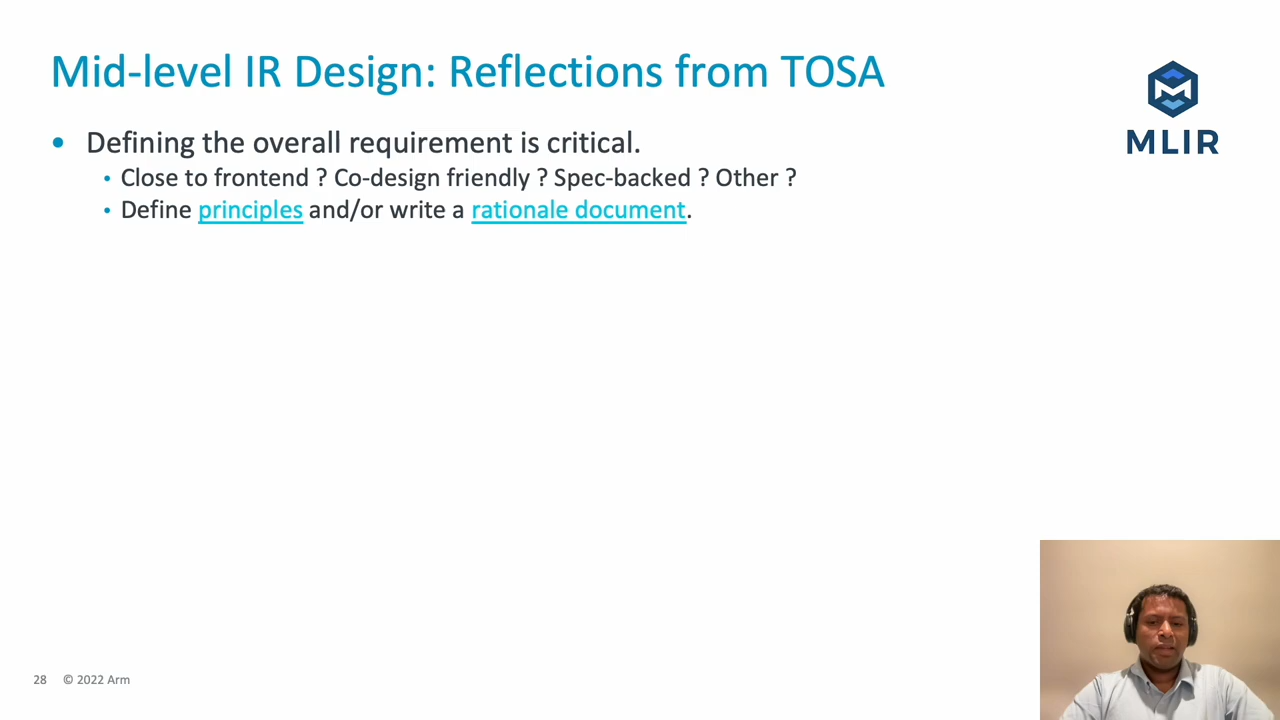 Mid-level IR Design: Reflections from TOSA
MLIR
• Defining the overall requirement is critical.
• Close to frontend ? Co-design friendly ? Spec-backed ? Other ?
• Define principles and/or write a rationale document.
28 © 2022 Arm